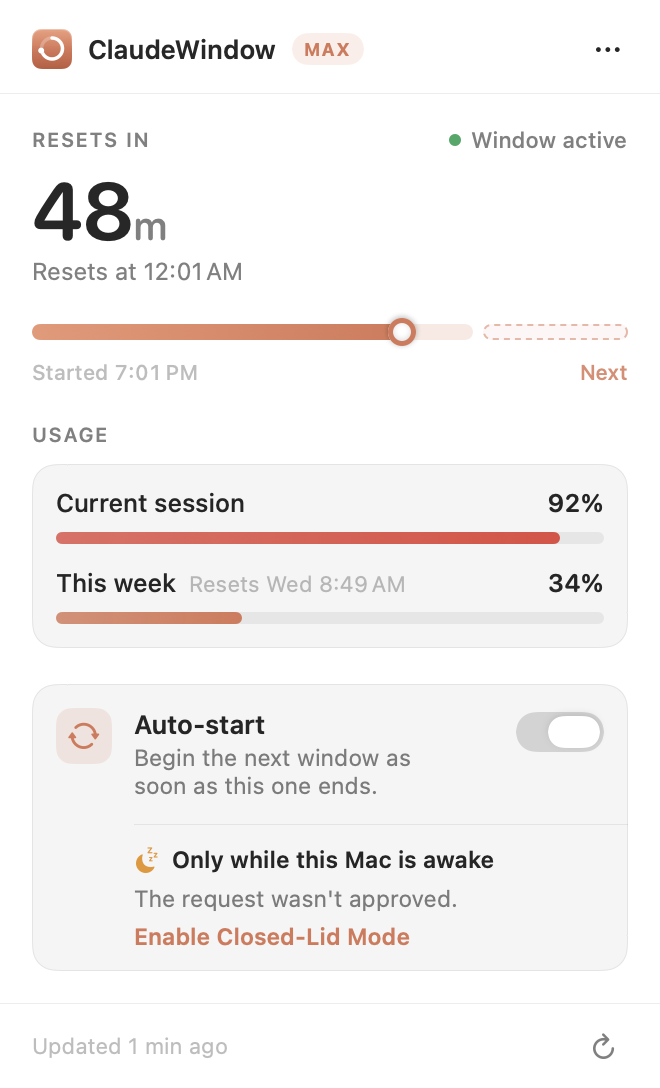 ClaudeWindow MAX
RESETS IN
Window active
48m
Resets at 12:01 AM
Started 7:01 PM
Next
USAGE
Current session 92%
This week Resets Wed 8:49 AM 34%
Auto-start
Begin the next window as
soon as this one ends.
Only while this Mac is awake
The request wasn't approved.
Enable Closed-Lid Mode
Updated 1 min ago